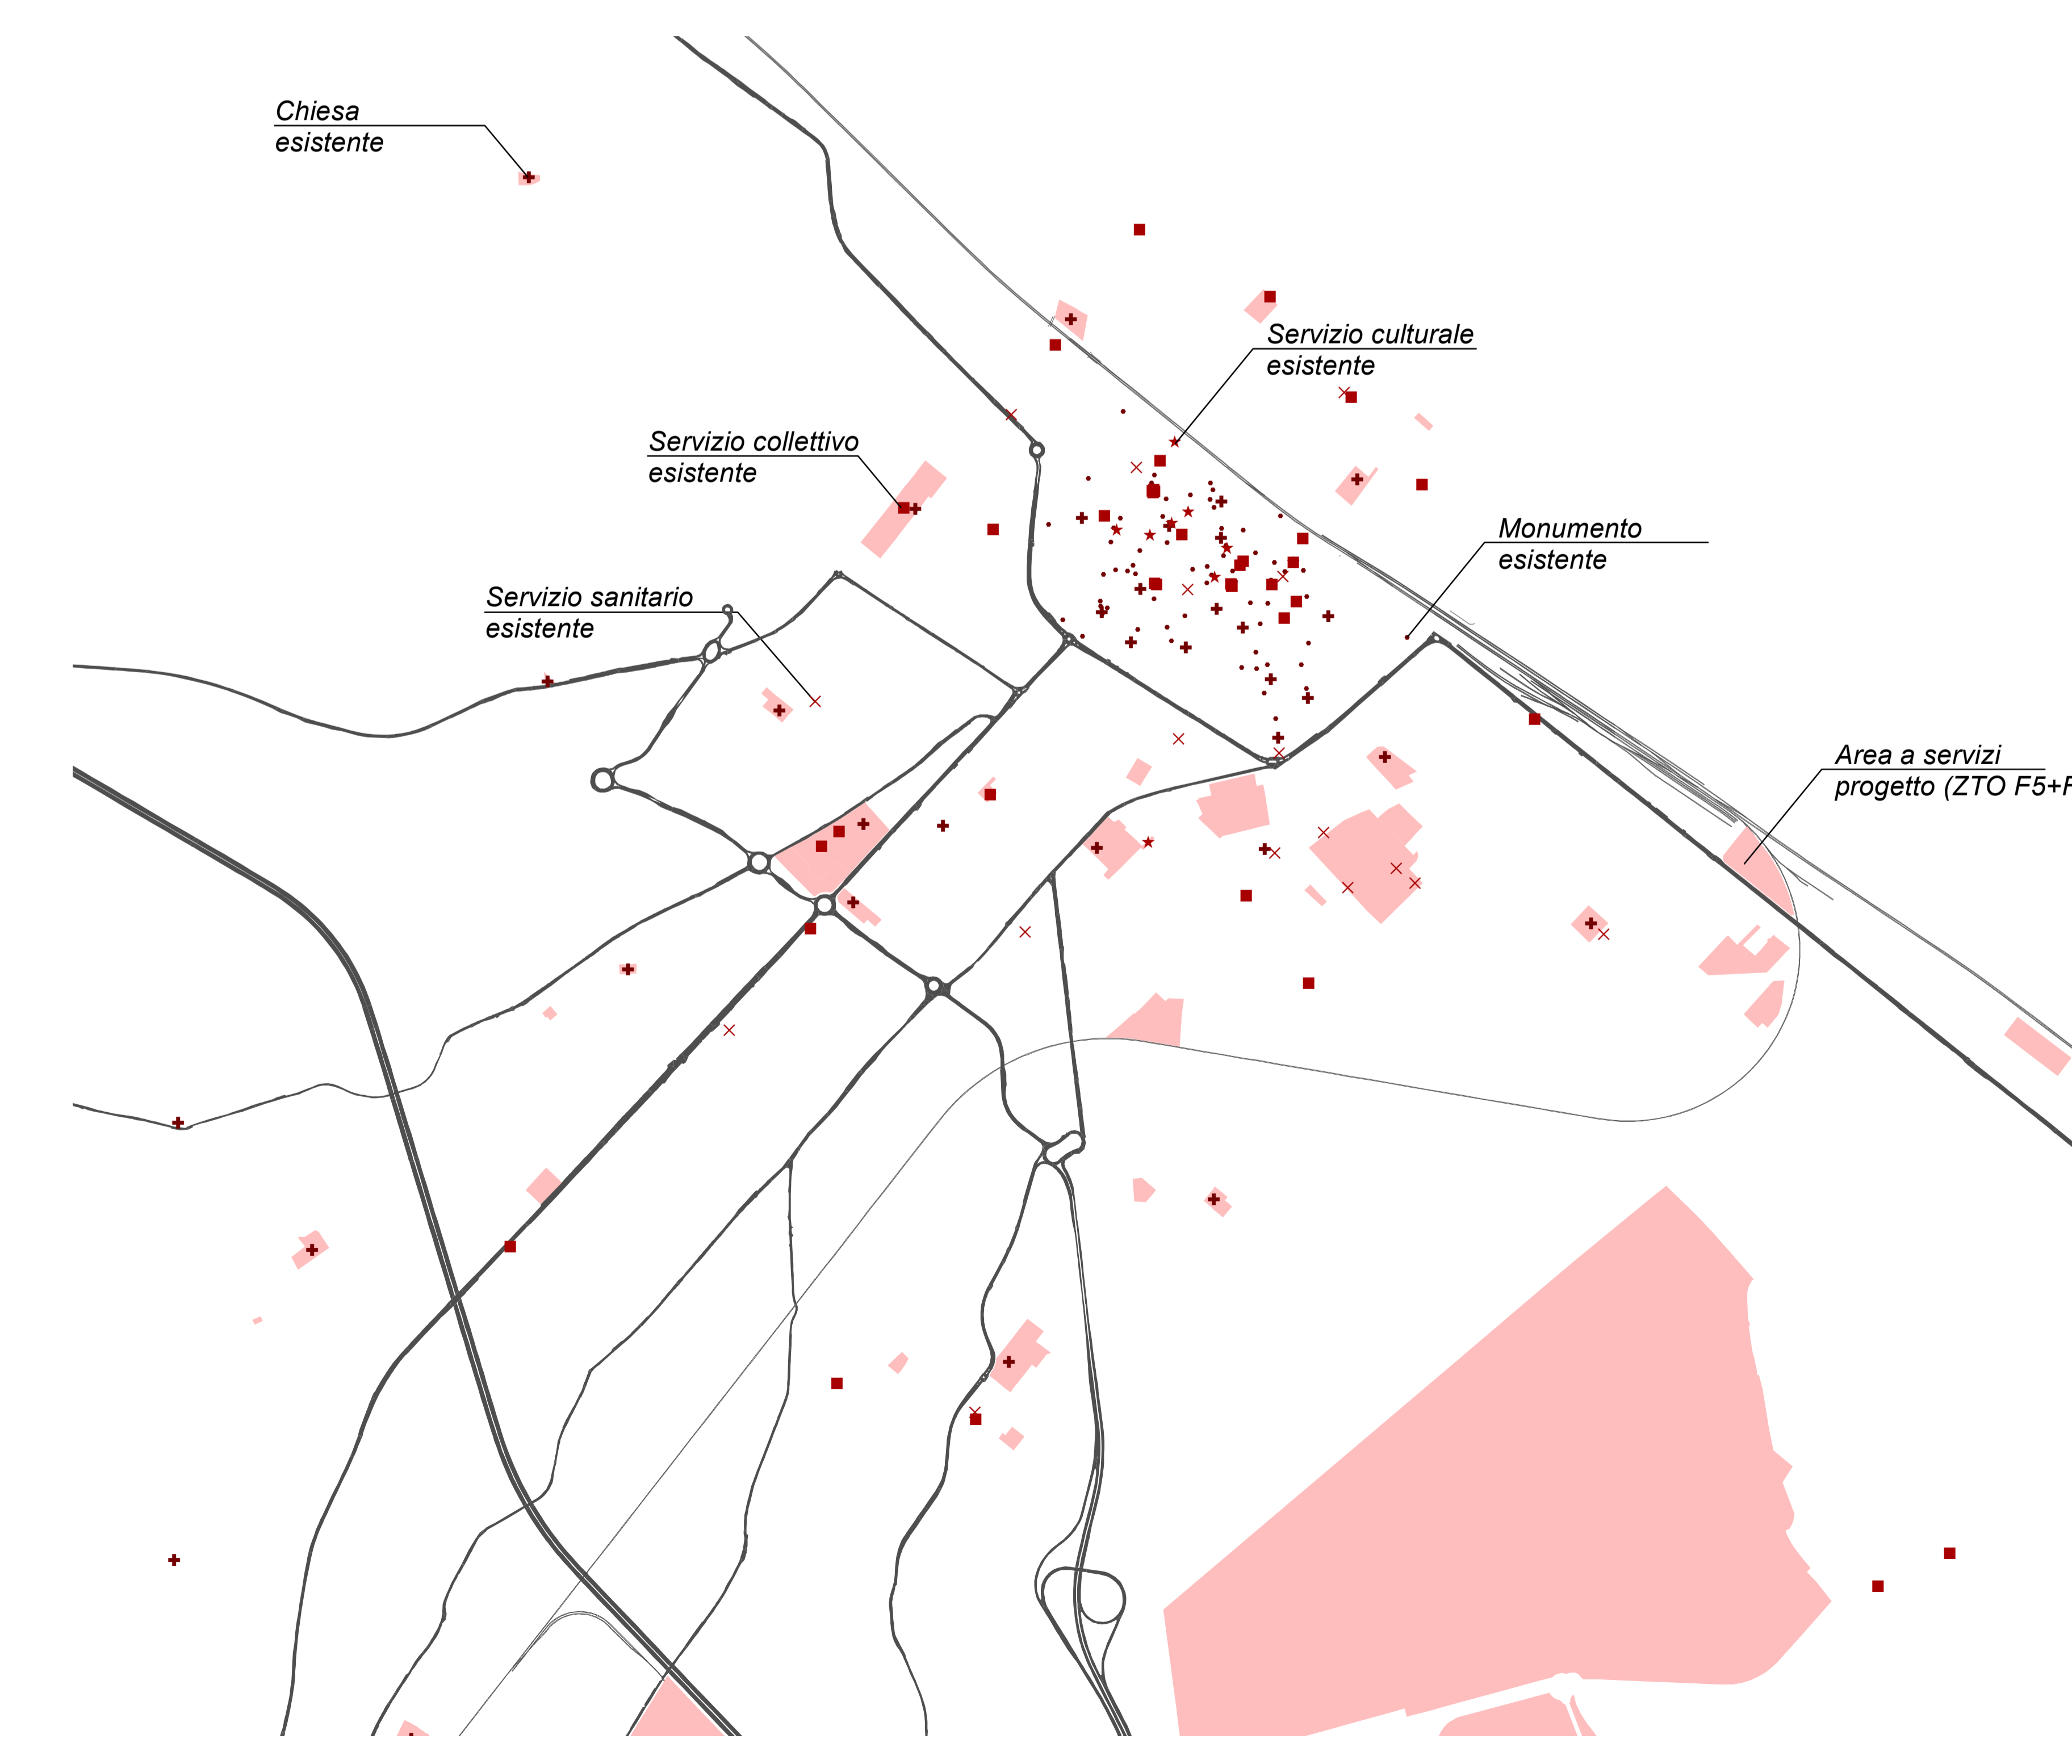 Chiesa
esistente
Servizio culturale
esistente
Servizio collettivo
esistente
Monumento
esistente
Servizio sanitario
esistente
Area a servizi
progetto (ZTO F5+F